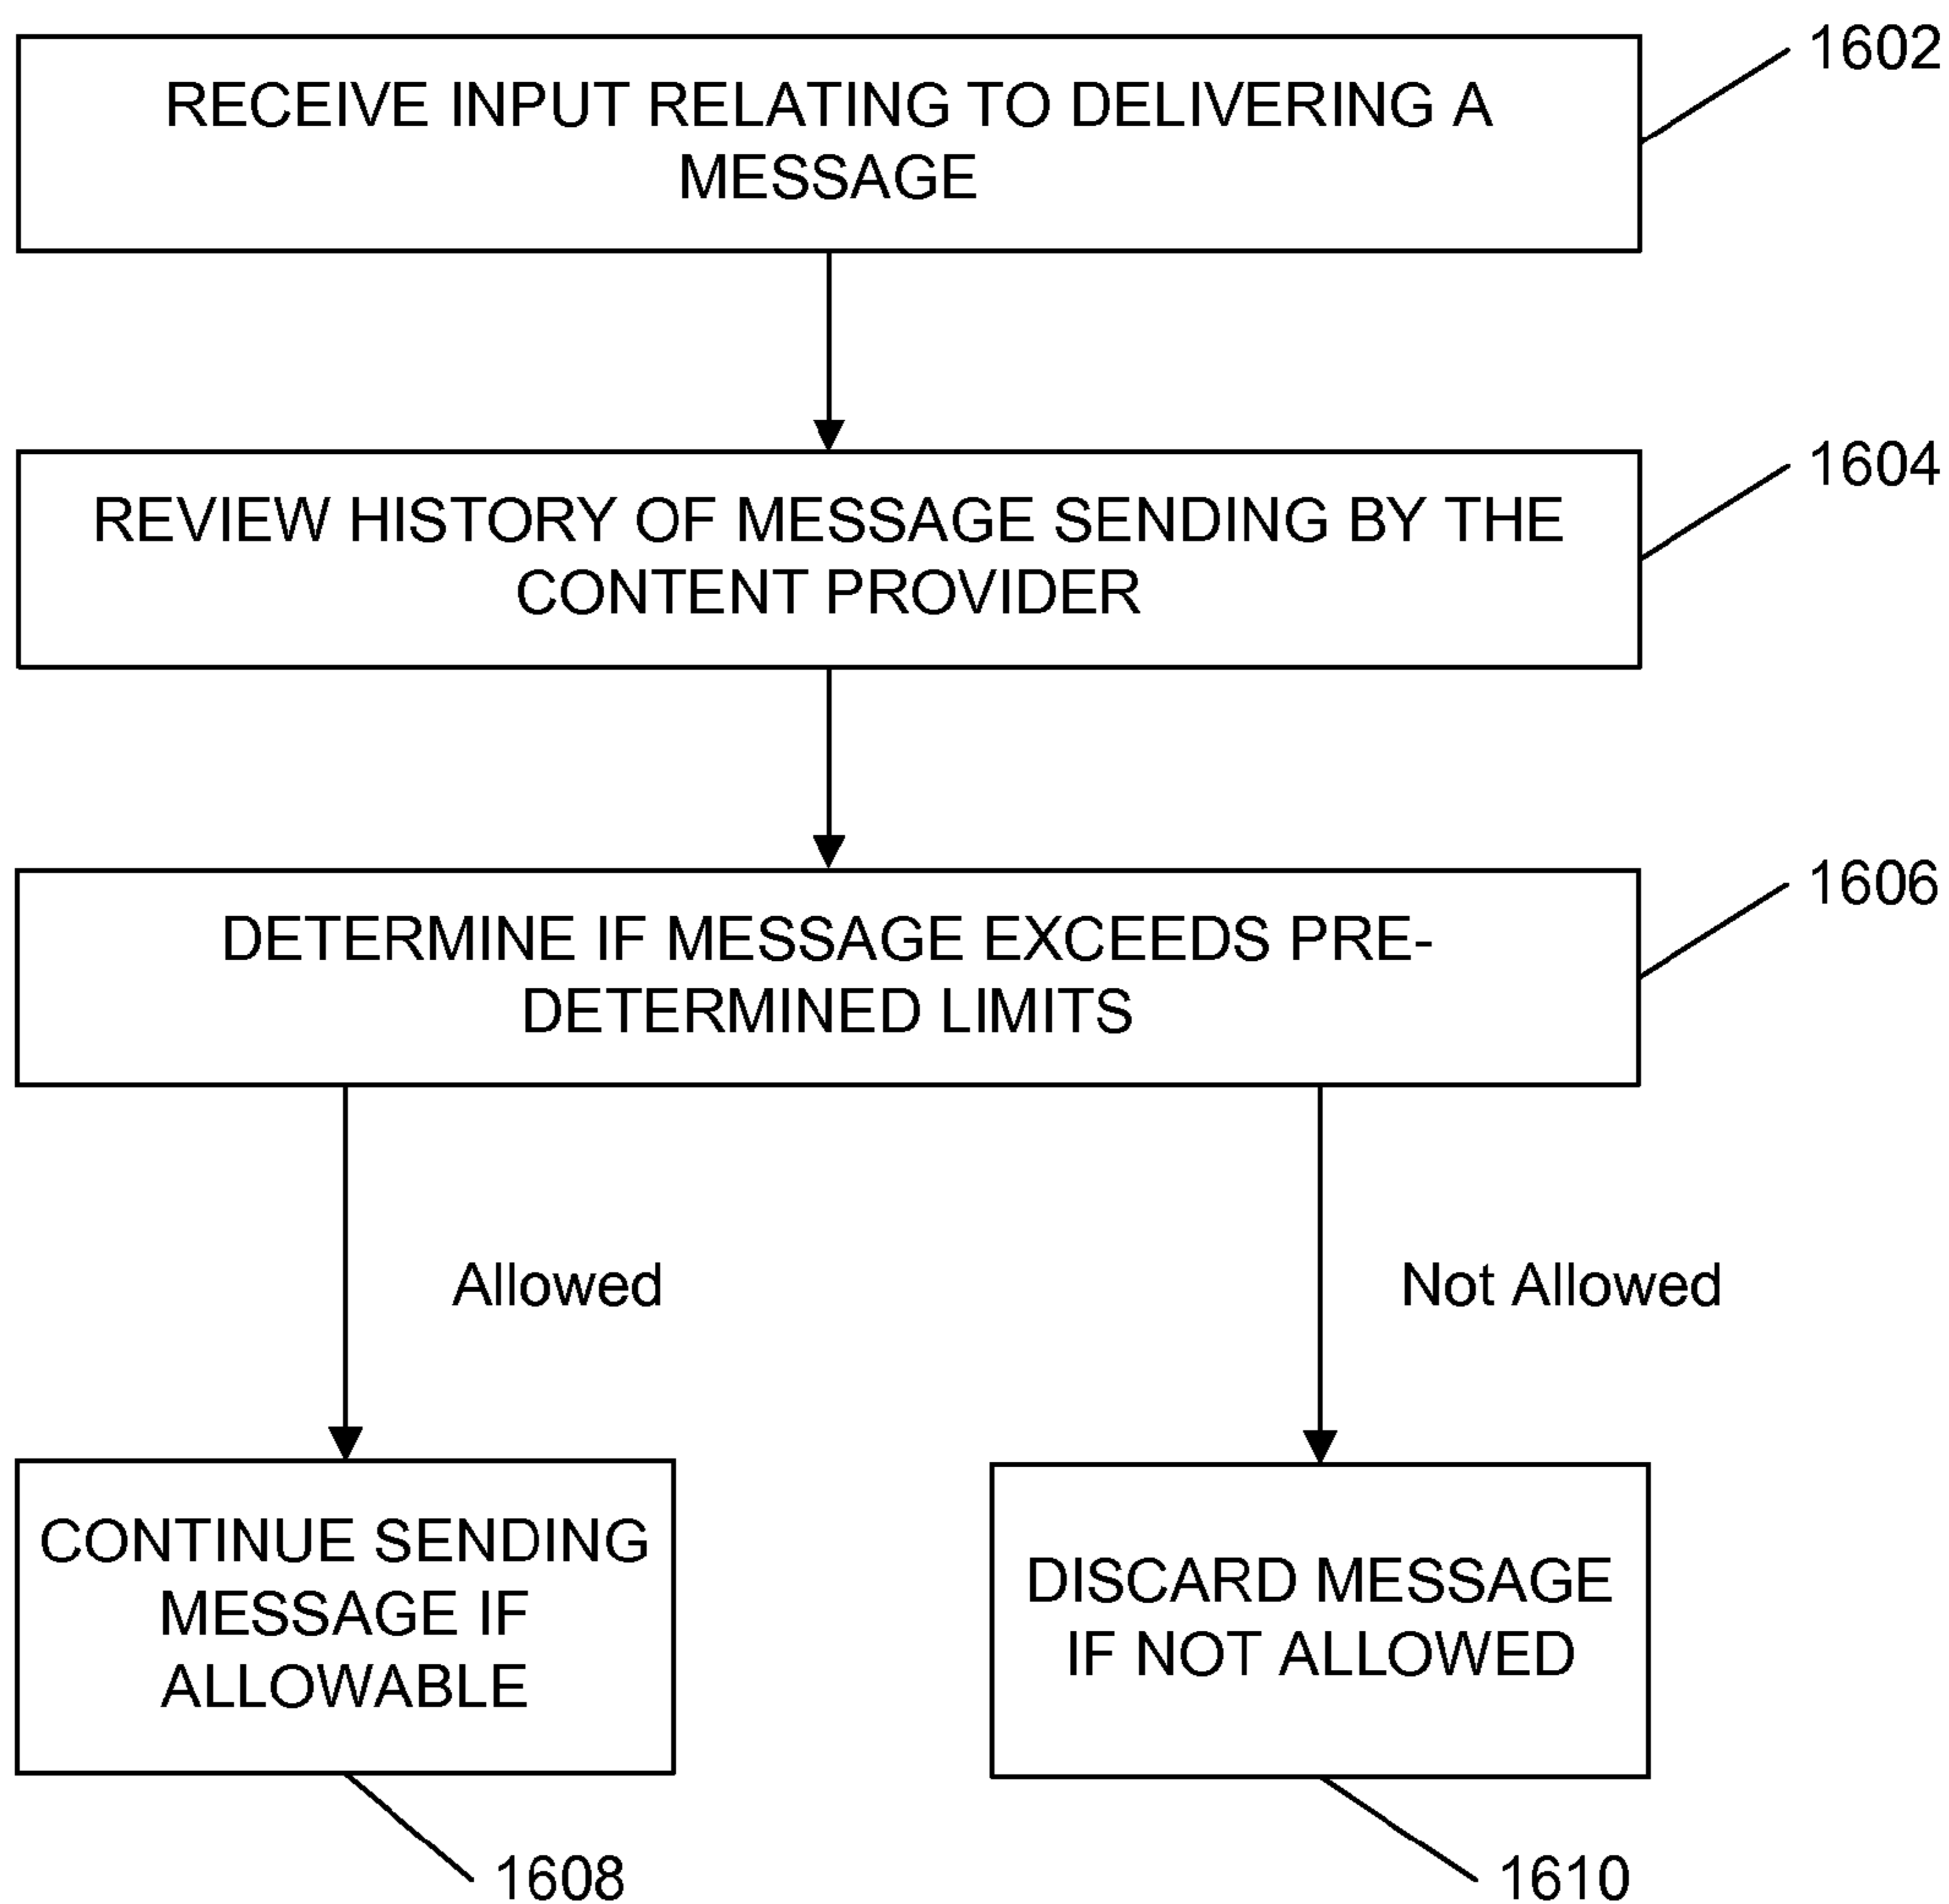 RECEIVE INPUT RELATING TO DELIVERING A
MESSAGE
1602
REVIEW HISTORY OF MESSAGE SENDING BY THE
CONTENT PROVIDER
1604
DETERMINE IF MESSAGE EXCEEDS PRE-
DETERMINED LIMITS
1606
Allowed
Not Allowed
CONTINUE SENDING
MESSAGE IF
ALLOWABLE
1608
DISCARD MESSAGE
IF NOT ALLOWED
1610